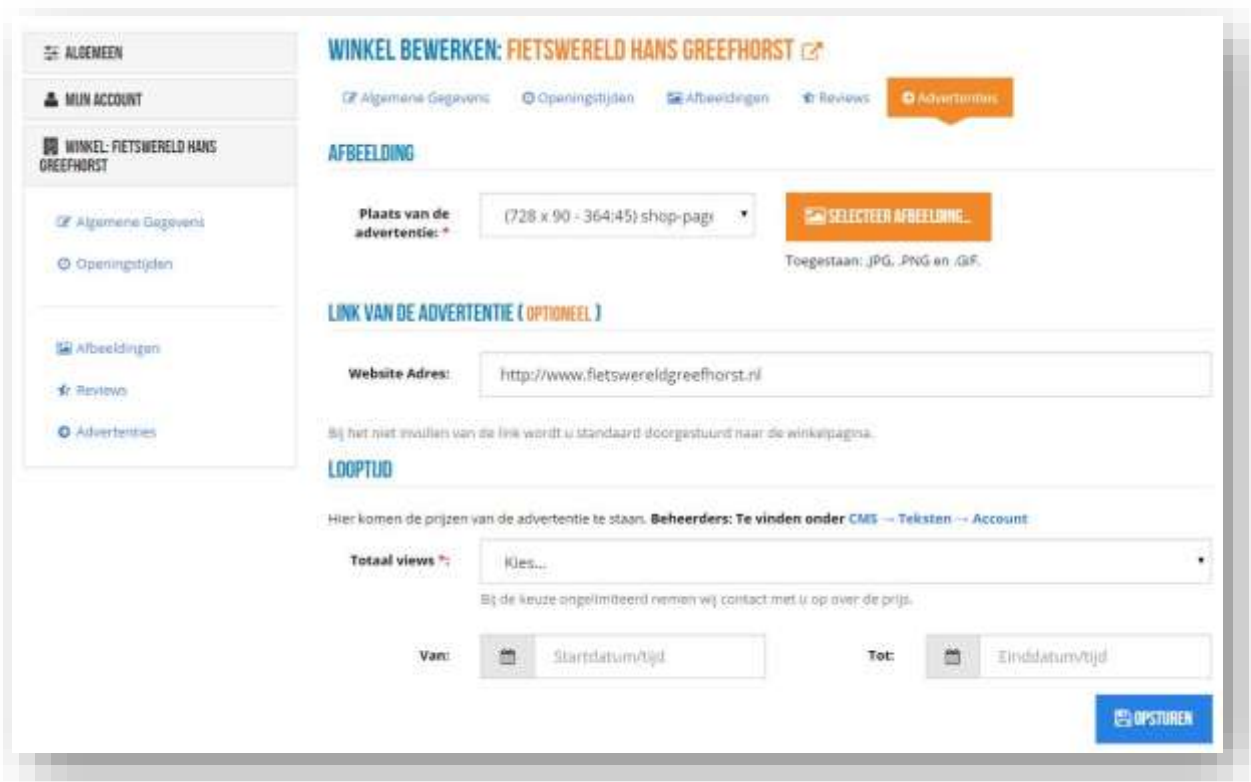 ALGEMEEN
MIJN ACCOUNT
WINKEL: FIETSWERELD HANS
GREEFHORST
Algemene Gegevens
Openingstijden
Afbeeldingen
Reviews
Advertenties
WINKEL BEWERKEN: FIETSWERELD HANS GREEFHORST
Algemene Gegevens Openingstijden Afbeeldingen Reviews Advertenties
AFBEELDING
Plaats van de
advertentie: *
(728 x 90 - 364:45) shop-page
SELECTEER AFBEELDING...
Toegestaan: .JPG, .PNG en .GIF.
LINK VAN DE ADVERTENTIE ( OPTIONEEL )
Website Adres: http://www.fietswereldgreefhorst.nl
Bij het niet invullen van de link wordt u standaard doorgestuurd naar de winkelpagina.
LOOPTIJD
Hier komen de prijzen van de advertentie te staan. Beheerders: Te vinden onder CMS → Teksten → Account
Totaal views *: Kies...
Bij de keuze ongelimiteerd nemen wij contact met u op over de prijs.
Van: Startdatum/tijd Tot: Einddatum/tijd
OPSTUREN